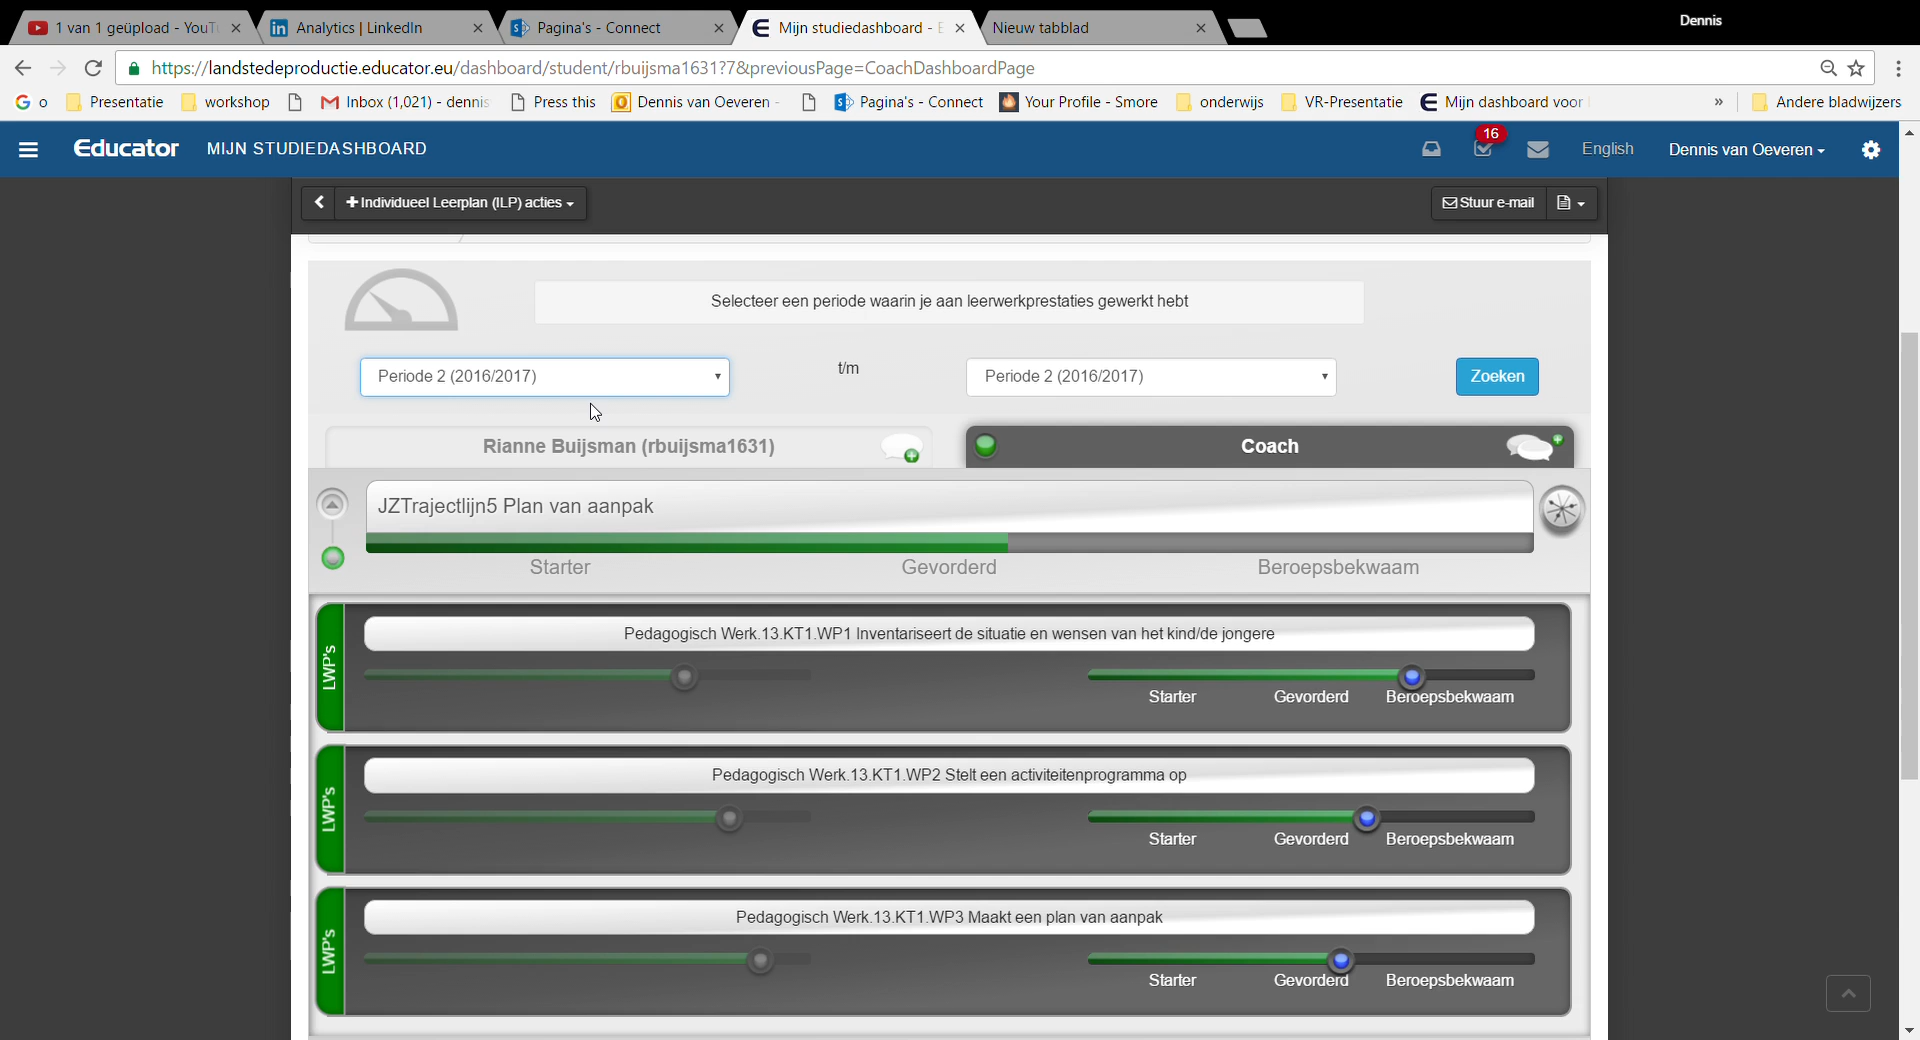 Dennis
1 van 1 geüpload - YouTu
Analytics | LinkedIn
Pagina's - Connect
Mijn studiedashboard - E
Nieuw tabblad
https://landstedeproductie.educator.eu/dashboard/student/rbuijsma1631?7&previousPage=CoachDashboardPage
o
Presentatie
workshop
Inbox (1,021) - dennis
Press this
Dennis van Oeveren -
Pagina's - Connect
Your Profile - Smore
onderwijs
VR-Presentatie
Mijn dashboard voor
»
Andere bladwijzers
Educator
MIJN STUDIEDASHBOARD
16
English
Dennis van Oeveren
+Individueel Leerplan (ILP) acties
Stuur e-mail
Selecteer een periode waarin je aan leerwerkprestaties gewerkt hebt
Periode 2 (2016/2017)
t/m
Periode 2 (2016/2017)
Zoeken
Rianne Buijsman (rbuijsma1631)
Coach
JZTrajectlijn5 Plan van aanpak
Starter
Gevorderd
Beroepsbekwaam
LWP's
Pedagogisch Werk.13.KT1.WP1 Inventariseert de situatie en wensen van het kind/de jongere
Starter
Gevorderd
Beroepsbekwaam
LWP's
Pedagogisch Werk.13.KT1.WP2 Stelt een activiteitenprogramma op
Starter
Gevorderd
Beroepsbekwaam
LWP's
Pedagogisch Werk.13.KT1.WP3 Maakt een plan van aanpak
Starter
Gevorderd
Beroepsbekwaam